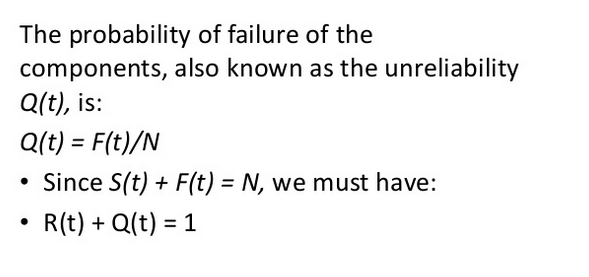 The probability of failure of the
components, also known as the unreliability
Q(t), is:
Q(t) = F(t)/N
• Since S(t) + F(t) = N, we must have:
• R(t) + Q(t) = 1